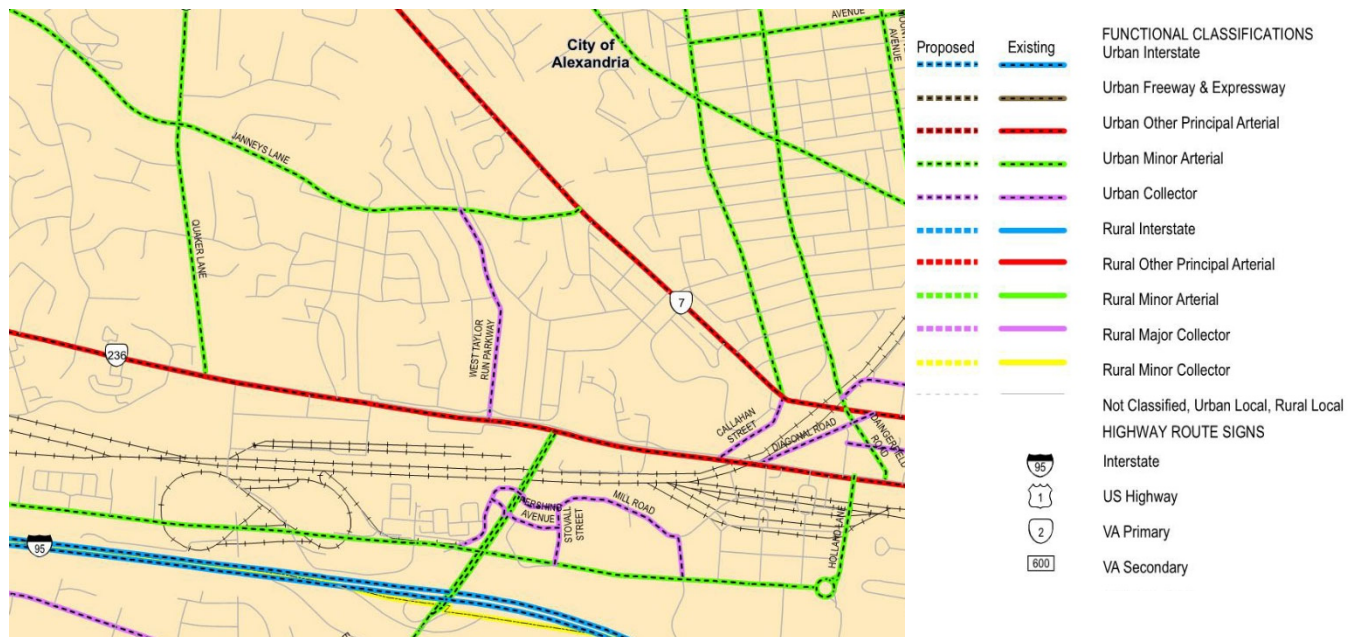 AVENUE
AVENUE
City of
Alexandria
JANNEYS LANE
QUAKER LANE
7
236
WEST TAYLOR
RUN PARKWAY
CALLAHAN
STREET
DIAGONAL ROAD
ROAD
AVENUE
STOVALL
STREET
MILL ROAD
HOLLAND LANE
95
Proposed
Existing
FUNCTIONAL CLASSIFICATIONS
Urban Interstate
Urban Freeway & Expressway
Urban Other Principal Arterial
Urban Minor Arterial
Urban Collector
Rural Interstate
Rural Other Principal Arterial
Rural Minor Arterial
Rural Major Collector
Rural Minor Collector
Not Classified, Urban Local, Rural Local
HIGHWAY ROUTE SIGNS
95
Interstate
1
US Highway
2
VA Primary
600
VA Secondary